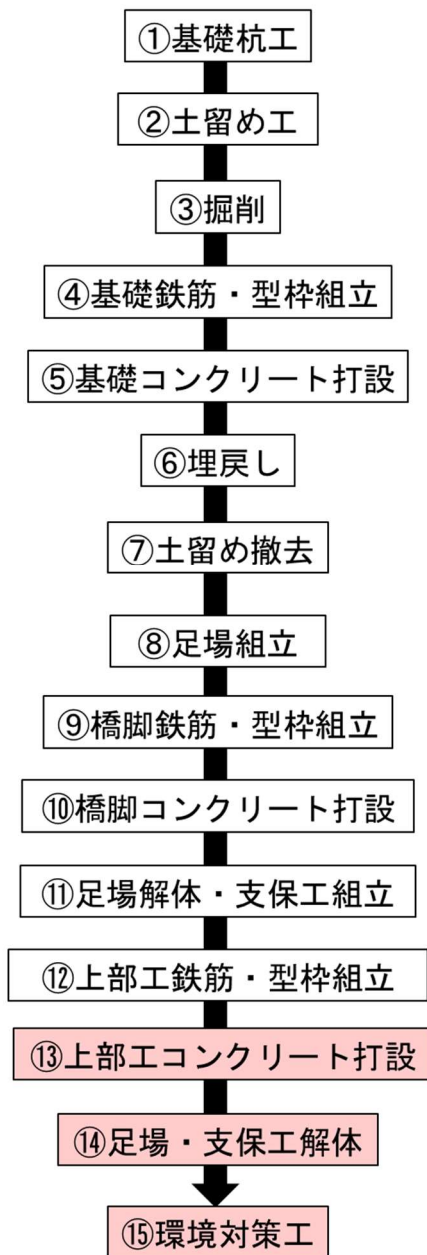 ①基礎杭工
②土留め工
③掘削
④基礎鉄筋・型枠組立
⑤基礎コンクリート打設
⑥埋戻し
⑦土留め撤去
⑧足場組立
⑨橋脚鉄筋・型枠組立
⑩橋脚コンクリート打設
⑪足場解体・支保工組立
⑫上部工鉄筋・型枠組立
⑬上部工コンクリート打設
⑭足場・支保工解体
⑮環境対策工